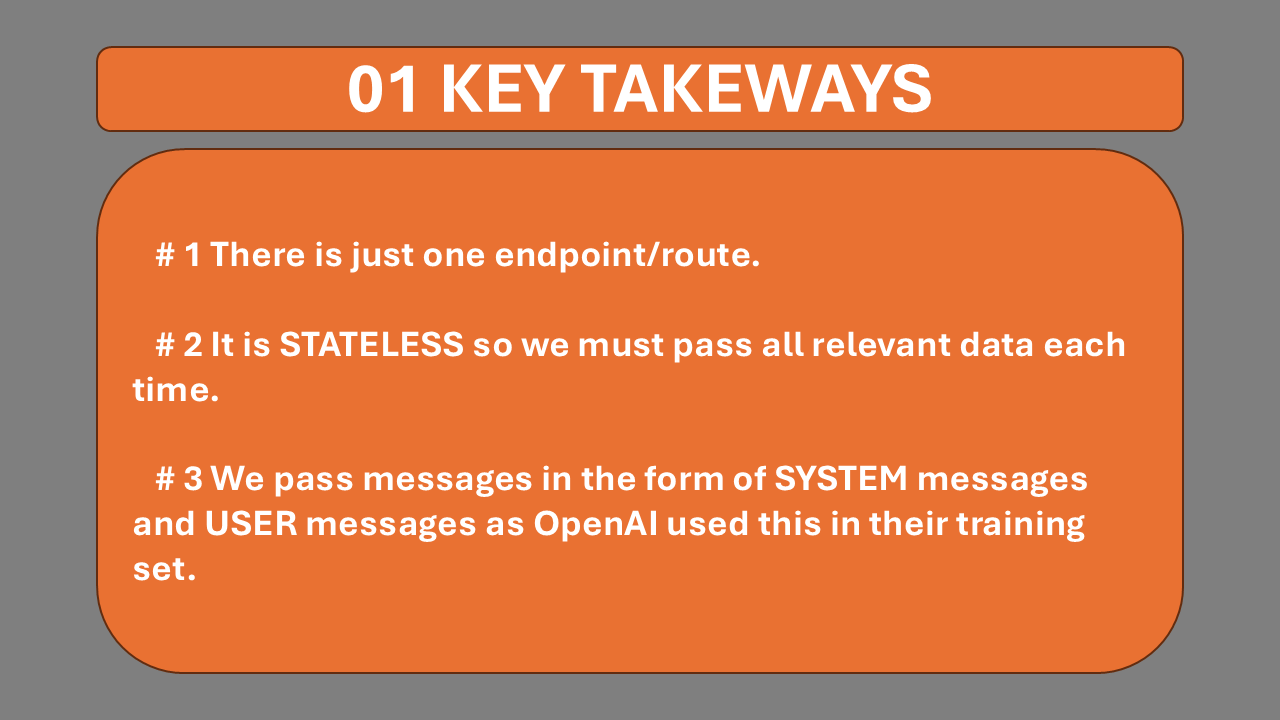 01 KEY TAKEWAYS
# 1 There is just one endpoint/route.
# 2 It is STATELESS so we must pass all relevant data each
time.
# 3 We pass messages in the form of SYSTEM messages
and USER messages as OpenAI used this in their training
set.